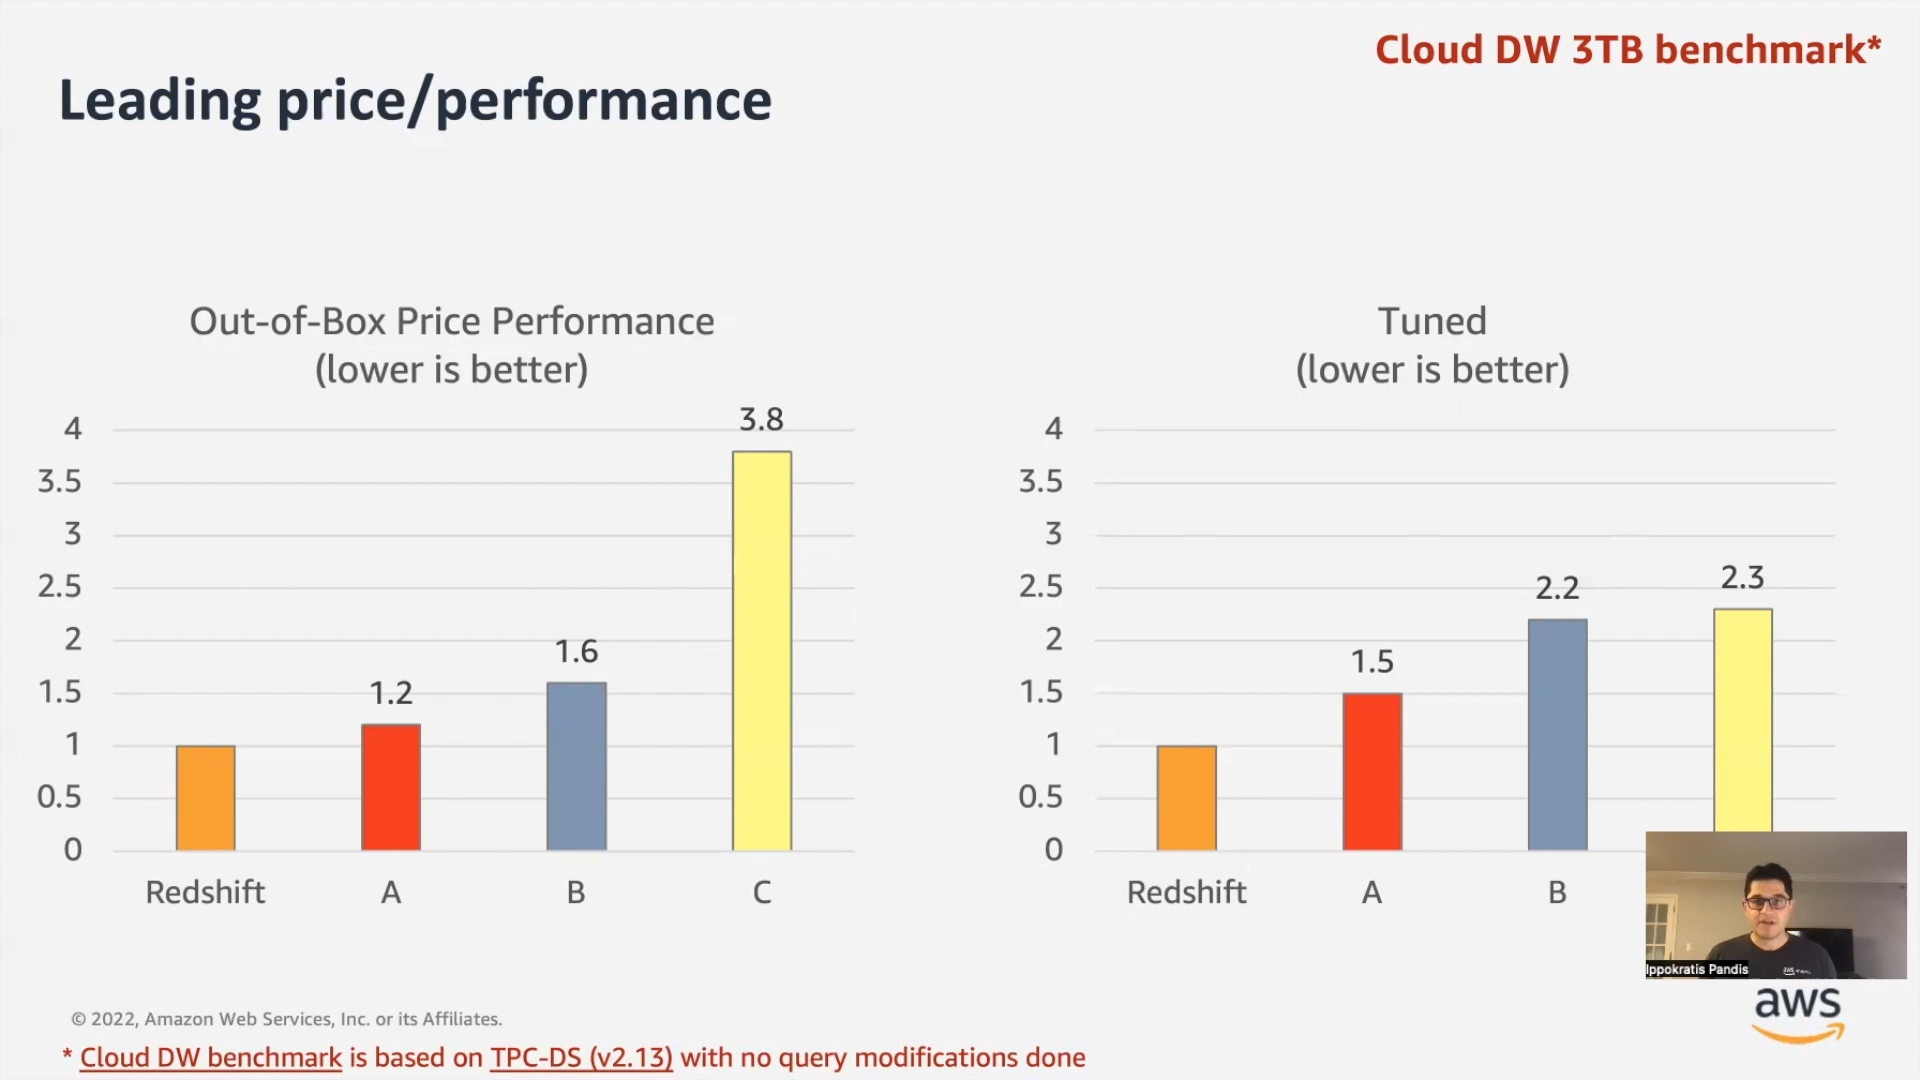 Cloud DW 3TB benchmark*
Leading price/performance
Out-of-Box Price Performance
(lower is better)
4
3.5
3
2.5
2
1.5
1
0.5
0
1.2
1.6
3.8
Redshift
A
B
C
Tuned
(lower is better)
4
3.5
3
2.5
2
1.5
1
0.5
0
1.5
2.2
2.3
Redshift
A
B
Ippokratis Pandis
aws
© 2022, Amazon Web Services, Inc. or its Affiliates.
* Cloud DW benchmark is based on TPC-DS (v2.13) with no query modifications done